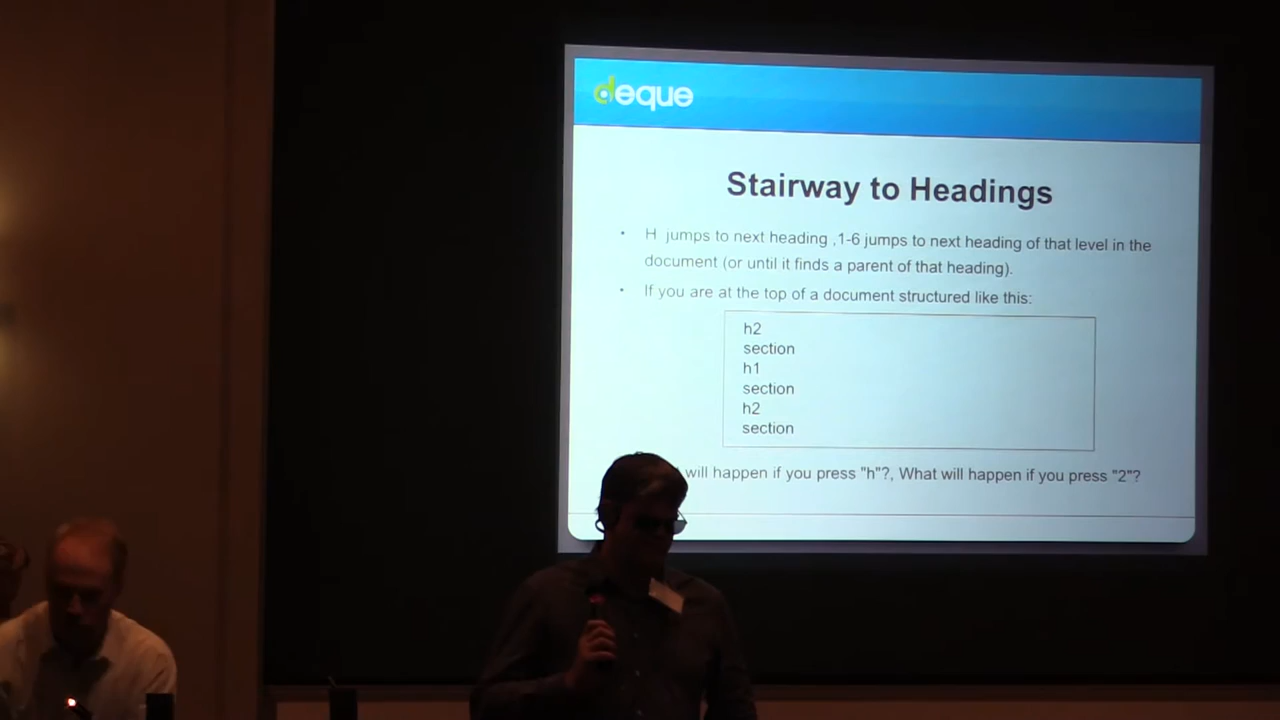 deque
Stairway to Headings
• H jumps to next heading ,1-6 jumps to next heading of that level in the
document (or until it finds a parent of that heading).
• If you are at the top of a document structured like this:
h2
section
h1
section
h2
section
will happen if you press "h"?, What will happen if you press "2"?